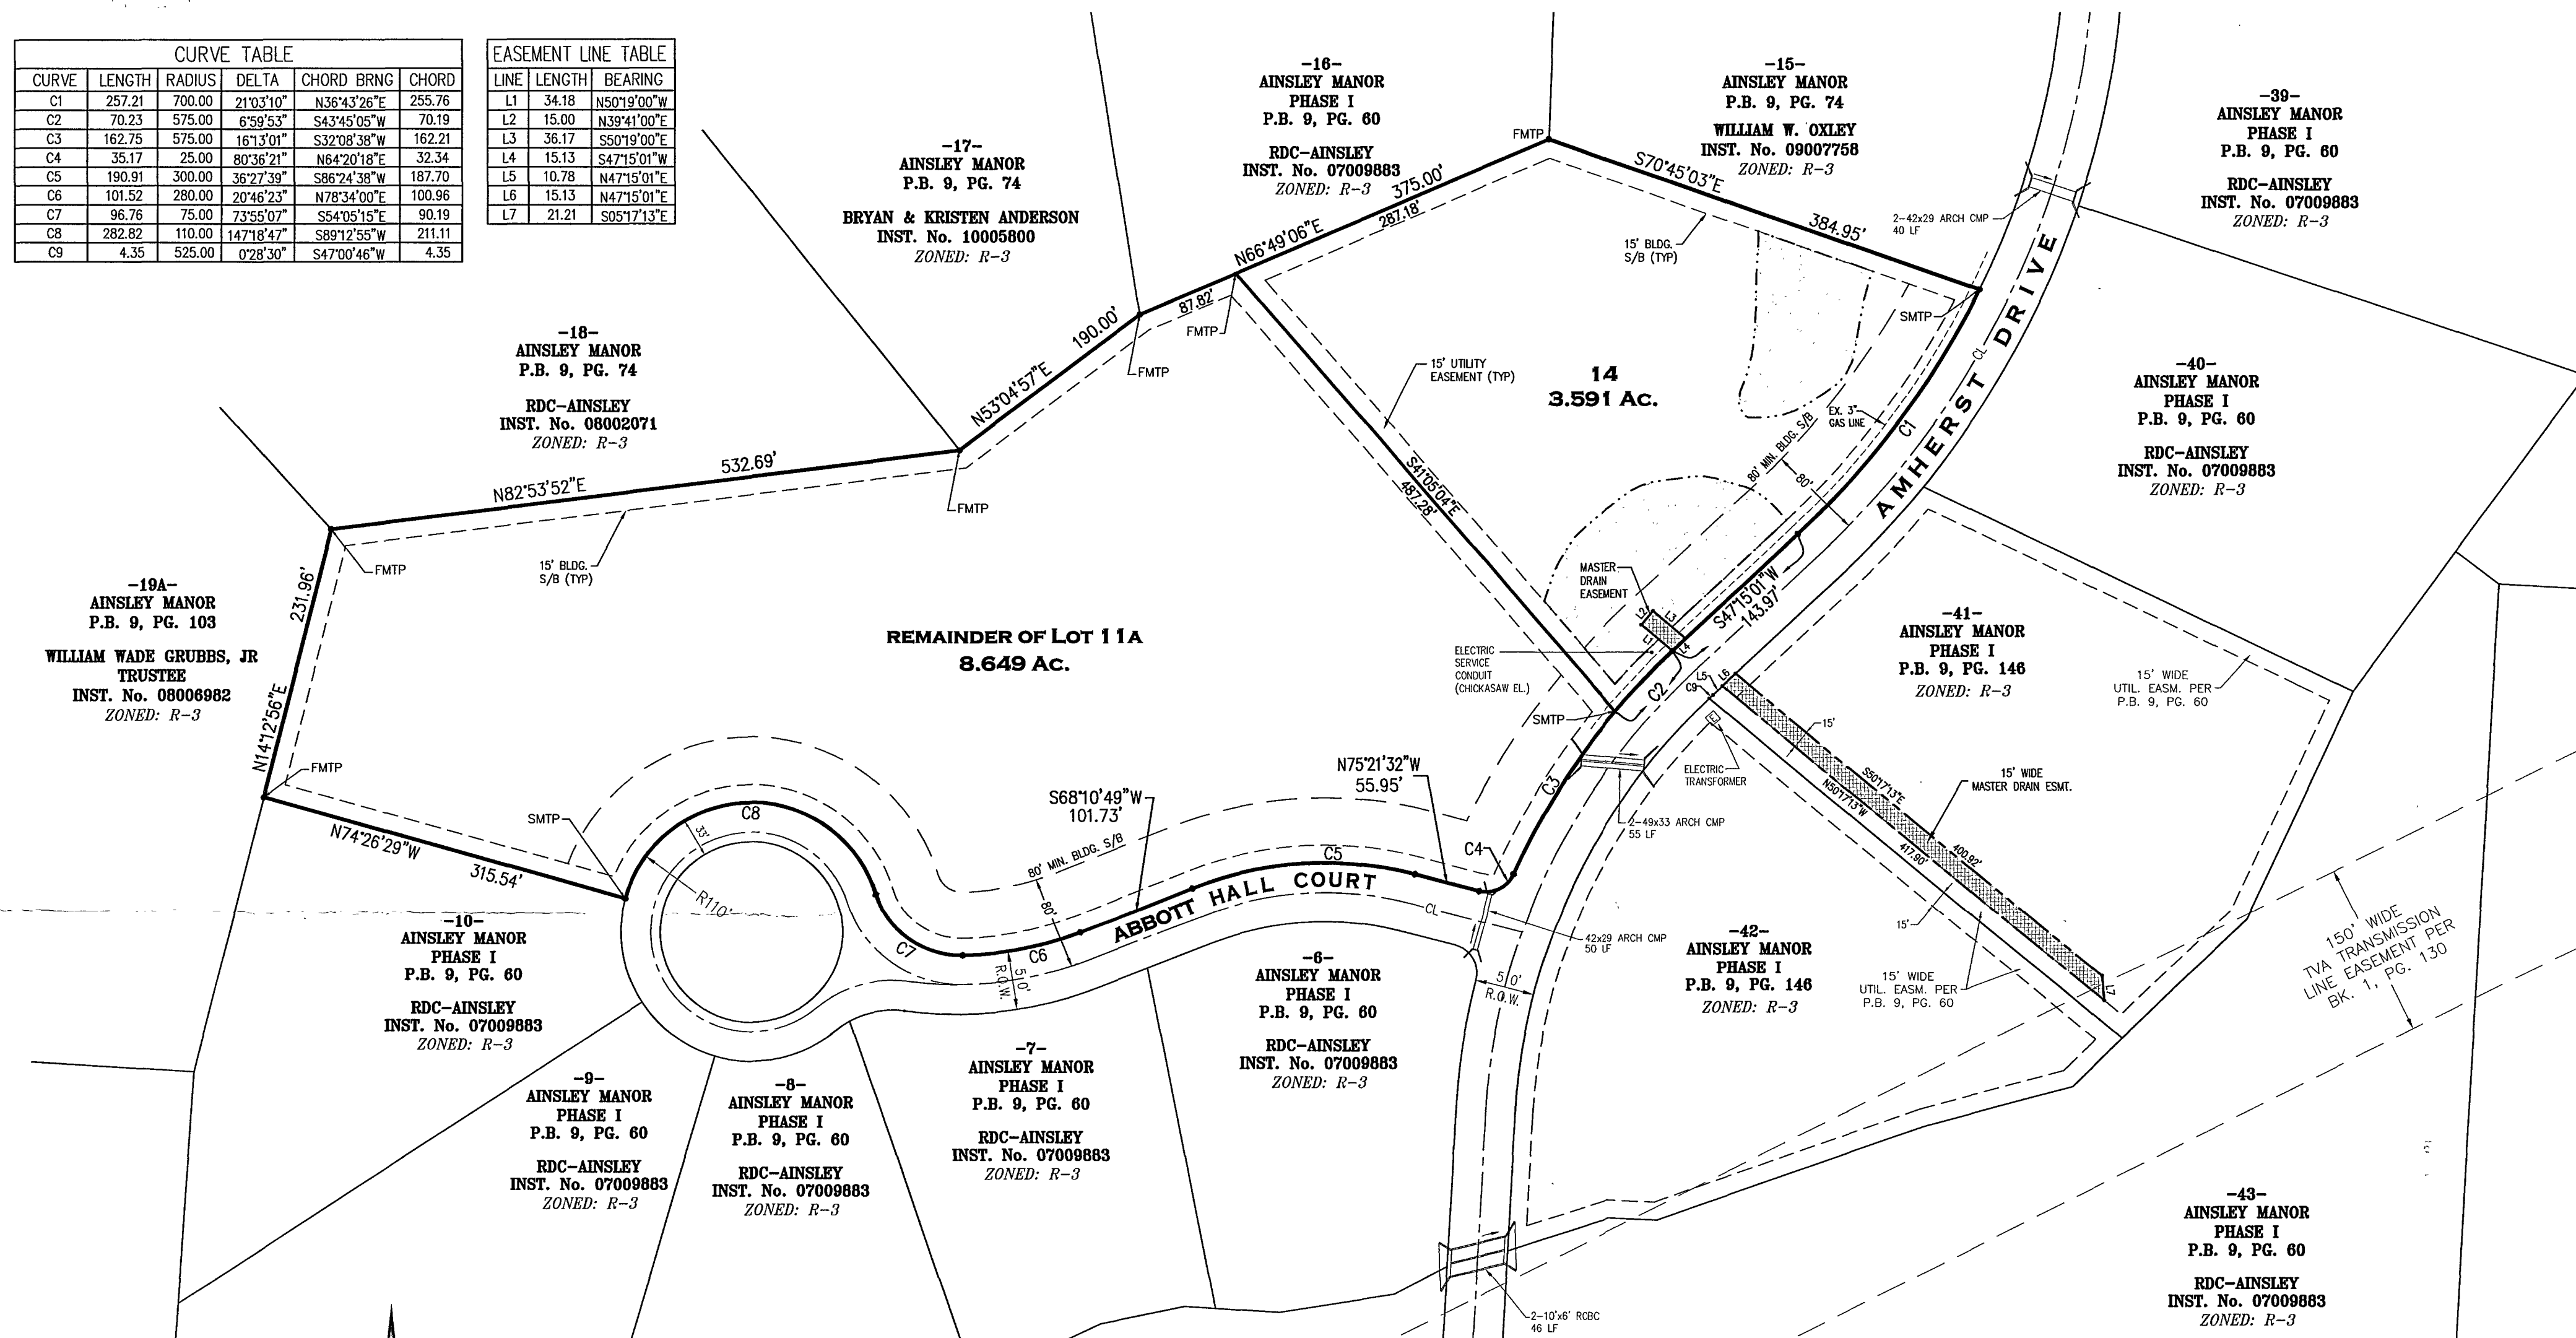 CURVE TABLE
CURVE LENGTH RADIUS DELTA CHORD BRNG CHORD
C1 257.21 700.00 21°03'10" N36°43'26"E 255.76
C2 70.23 575.00 6°59'53" S43°45'05"W 70.19
C3 162.75 575.00 16°13'01" S32°08'38"W 162.21
C4 35.17 25.00 80°36'21" N64°20'18"E 32.34
C5 190.91 300.00 36°27'39" S86°24'38"W 187.70
C6 101.52 280.00 20°46'23" N78°34'00"E 100.96
C7 96.76 75.00 73°55'07" S54°05'15"E 90.19
C8 282.82 110.00 147°18'47" S89°12'55"W 211.11
C9 4.35 525.00 0°28'30" S47°00'46"W 4.35
EASEMENT LINE TABLE
LINE LENGTH BEARING
L1 34.18 N50°19'00"W
L2 15.00 N39°41'00"E
L3 36.17 S50°19'00"E
L4 15.13 S47°15'01"W
L5 10.78 N47°15'01"E
L6 15.13 N47°15'01"E
L7 21.21 S05°17'13"E
-16-
AINSLEY MANOR
PHASE I
P.B. 9, PG. 60
RDC-AINSLEY
INST. No. 07009883
ZONED: R-3
-15-
AINSLEY MANOR
P.B. 9, PG. 74
WILLIAM W. OXLEY
INST. No. 09007758
ZONED: R-3
-39-
AINSLEY MANOR
PHASE I
P.B. 9, PG. 60
RDC-AINSLEY
INST. No. 07009883
ZONED: R-3
-17-
AINSLEY MANOR
P.B. 9, PG. 74
BRYAN & KRISTEN ANDERSON
INST. No. 10005800
ZONED: R-3
FMTP
S70°45'03"E
384.95'
375.00'
287.18'
N66°49'06"E
87.82'
FMTP
2-42x29 ARCH CMP
40 LF
15' BLDG.
S/B (TYP)
SMTP
-18-
AINSLEY MANOR
P.B. 9, PG. 74
RDC-AINSLEY
INST. No. 08002071
ZONED: R-3
190.00'
N53°04'57"E
FMTP
15' UTILITY
EASEMENT (TYP)
14
3.591 Ac.
EX. 3"
GAS LINE
C1
CL
AMHERST DRIVE
80' MIN. BLDG. S/B
80'
-40-
AINSLEY MANOR
PHASE I
P.B. 9, PG. 60
RDC-AINSLEY
INST. No. 07009883
ZONED: R-3
532.69'
N82°53'52"E
FMTP
S41°05'04"E
487.28'
FMTP
15' BLDG.
S/B (TYP)
231.96'
N14°12'56"E
-19A-
AINSLEY MANOR
P.B. 9, PG. 103
WILLIAM WADE GRUBBS, JR
TRUSTEE
INST. No. 08006982
ZONED: R-3
REMAINDER OF LOT 11A
8.649 Ac.
MASTER
DRAIN
EASEMENT
L2
L3
L1
L4
S47°15'01"W
143.97'
ELECTRIC
SERVICE
CONDUIT
(CHICKASAW EL.)
C2
L5
L6
C9
SMTP
-41-
AINSLEY MANOR
PHASE I
P.B. 9, PG. 146
ZONED: R-3
15' WIDE
UTIL. EASM. PER
P.B. 9, PG. 60
15'
ELECTRIC
TRANSFORMER
S50°17'13"E
N50°17'13"W
400.92'
417.90'
15' WIDE
MASTER DRAIN ESMT.
15'
L7
FMTP
N74°26'29"W
315.54'
SMTP
C8
33'
R110'
C7
80' MIN. BLDG. S/B
80'
S68°10'49"W
101.73'
N75°21'32"W
55.95'
C3
C4
C5
C6
ABBOTT HALL COURT
CL
50'
R.O.W.
2-49x33 ARCH CMP
55 LF
42x29 ARCH CMP
50 LF
50'
R.O.W.
-10-
AINSLEY MANOR
PHASE I
P.B. 9, PG. 60
RDC-AINSLEY
INST. No. 07009883
ZONED: R-3
-6-
AINSLEY MANOR
PHASE I
P.B. 9, PG. 60
RDC-AINSLEY
INST. No. 07009883
ZONED: R-3
-42-
AINSLEY MANOR
PHASE I
P.B. 9, PG. 146
ZONED: R-3
15' WIDE
UTIL. EASM. PER
P.B. 9, PG. 60
150' WIDE
TVA TRANSMISSION
LINE EASEMENT PER
BK. 1, PG. 130
-9-
AINSLEY MANOR
PHASE I
P.B. 9, PG. 60
RDC-AINSLEY
INST. No. 07009883
ZONED: R-3
-8-
AINSLEY MANOR
PHASE I
P.B. 9, PG. 60
RDC-AINSLEY
INST. No. 07009883
ZONED: R-3
-7-
AINSLEY MANOR
PHASE I
P.B. 9, PG. 60
RDC-AINSLEY
INST. No. 07009883
ZONED: R-3
-43-
AINSLEY MANOR
PHASE I
P.B. 9, PG. 60
RDC-AINSLEY
INST. No. 07009883
ZONED: R-3
2-10'x6' RCBC
46 LF